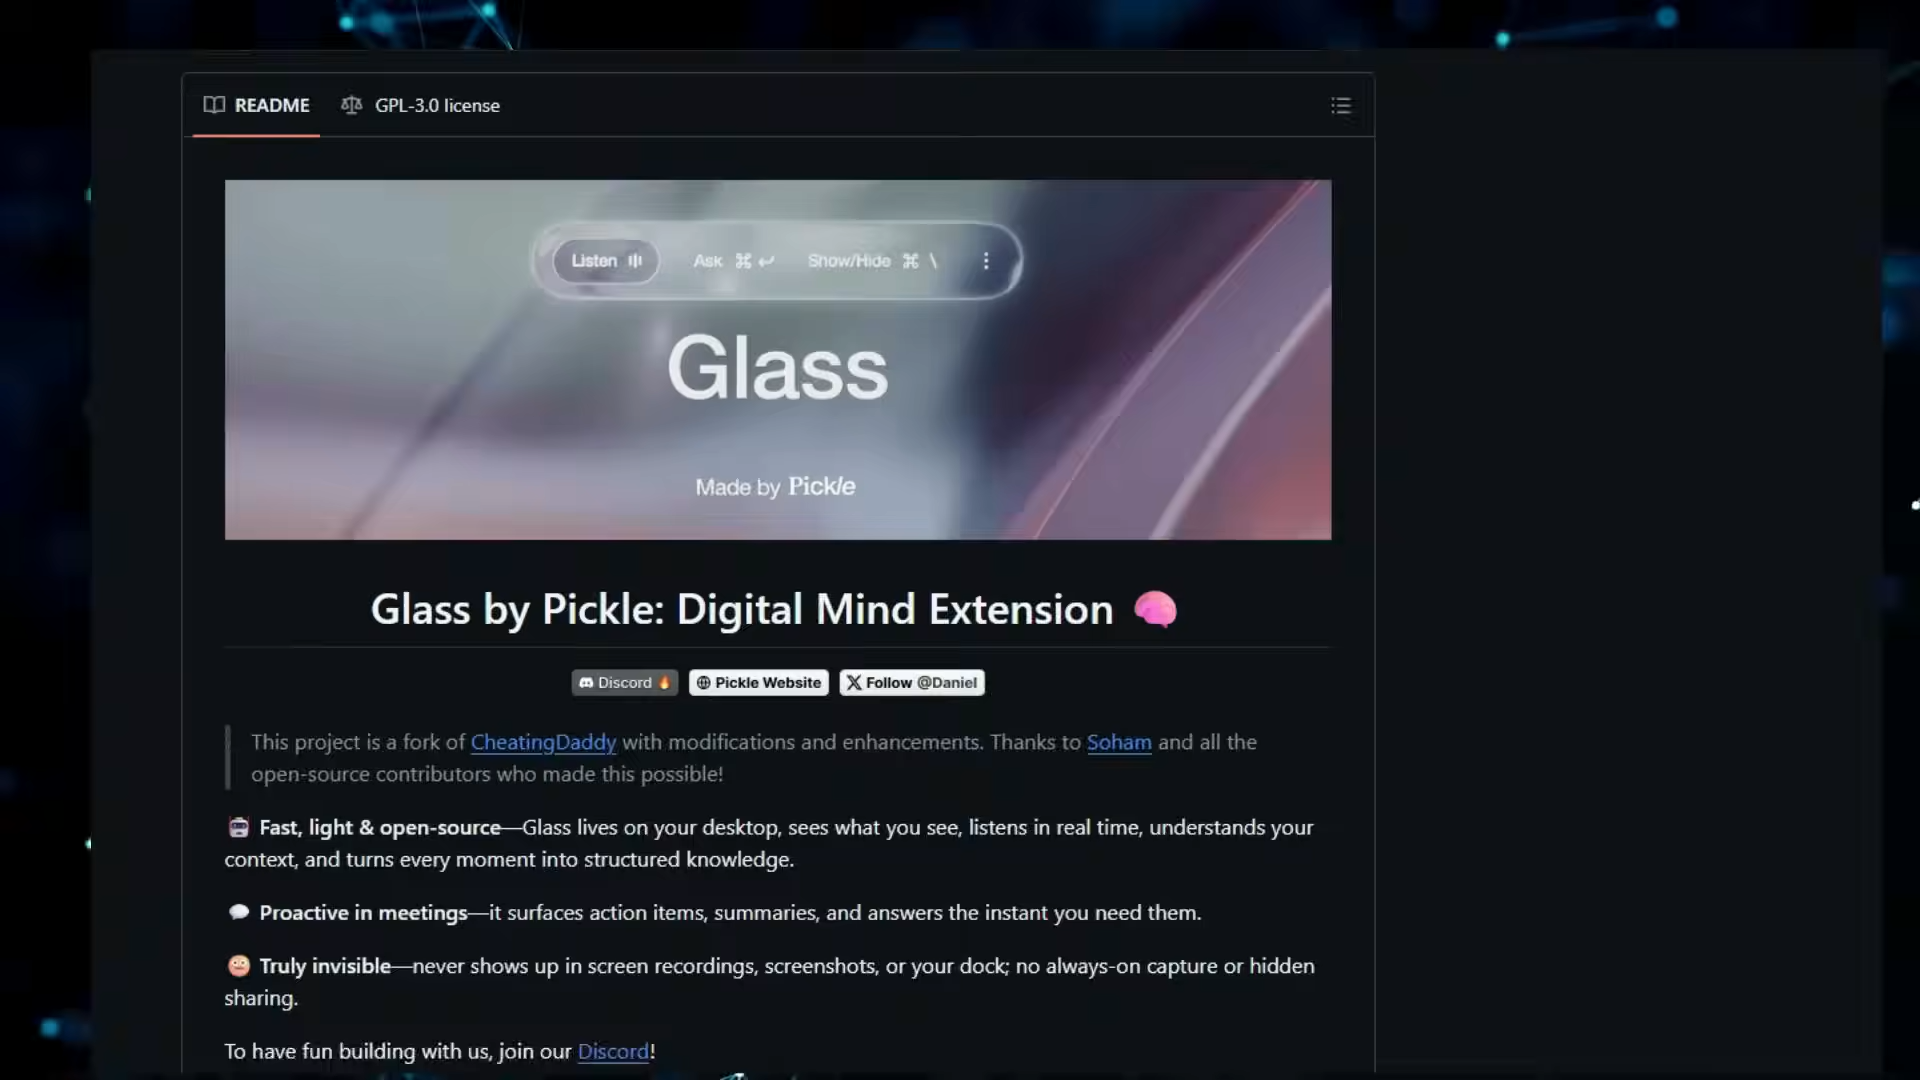 README GPL-3.0 license
Listen Ask ⌘ ↩ Show/Hide ⌘ \
Glass
Made by Pickle
Glass by Pickle: Digital Mind Extension 🧠
Discord 🔥 Pickle Website Follow @Daniel
This project is a fork of CheatingDaddy with modifications and enhancements. Thanks to Soham and all the
open-source contributors who made this possible!
🤖 Fast, light & open-source—Glass lives on your desktop, sees what you see, listens in real time, understands your
context, and turns every moment into structured knowledge.
💬 Proactive in meetings—it surfaces action items, summaries, and answers the instant you need them.
🫥 Truly invisible—never shows up in screen recordings, screenshots, or your dock; no always-on capture or hidden
sharing.
To have fun building with us, join our Discord!